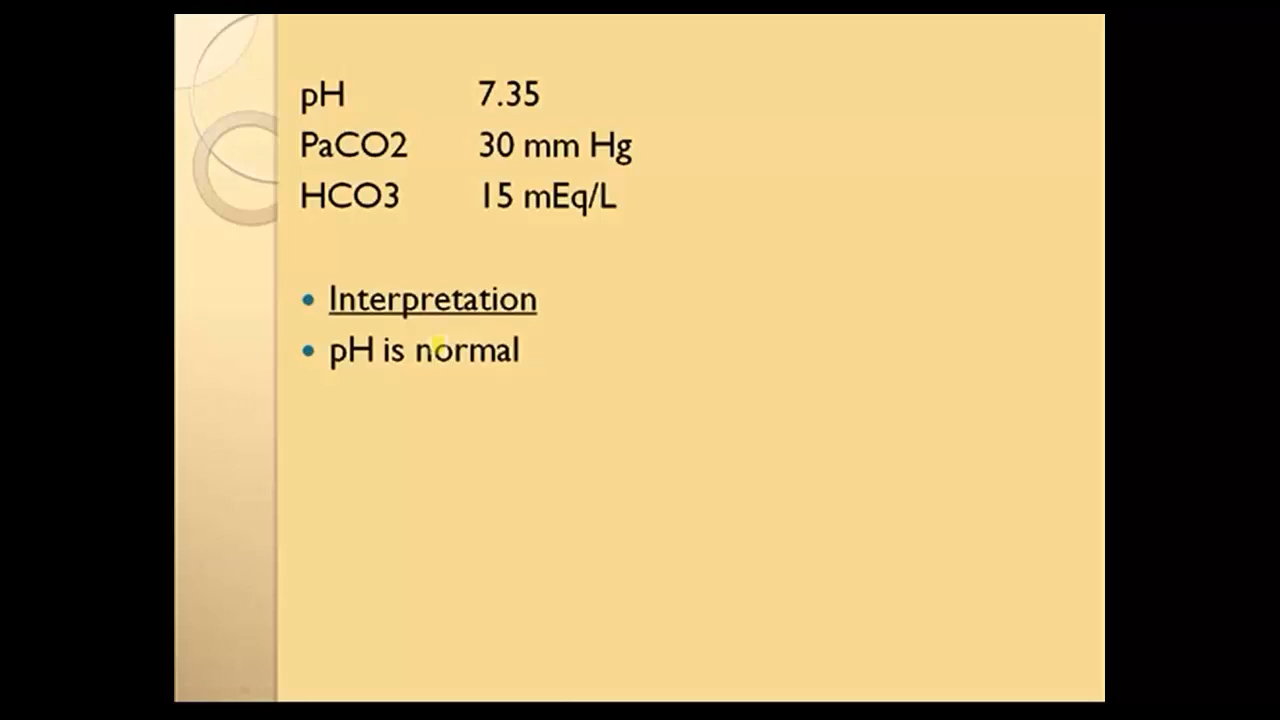 pH 7.35
PaCO2 30 mm Hg
HCO3 15 mEq/L
• Interpretation
• pH is normal